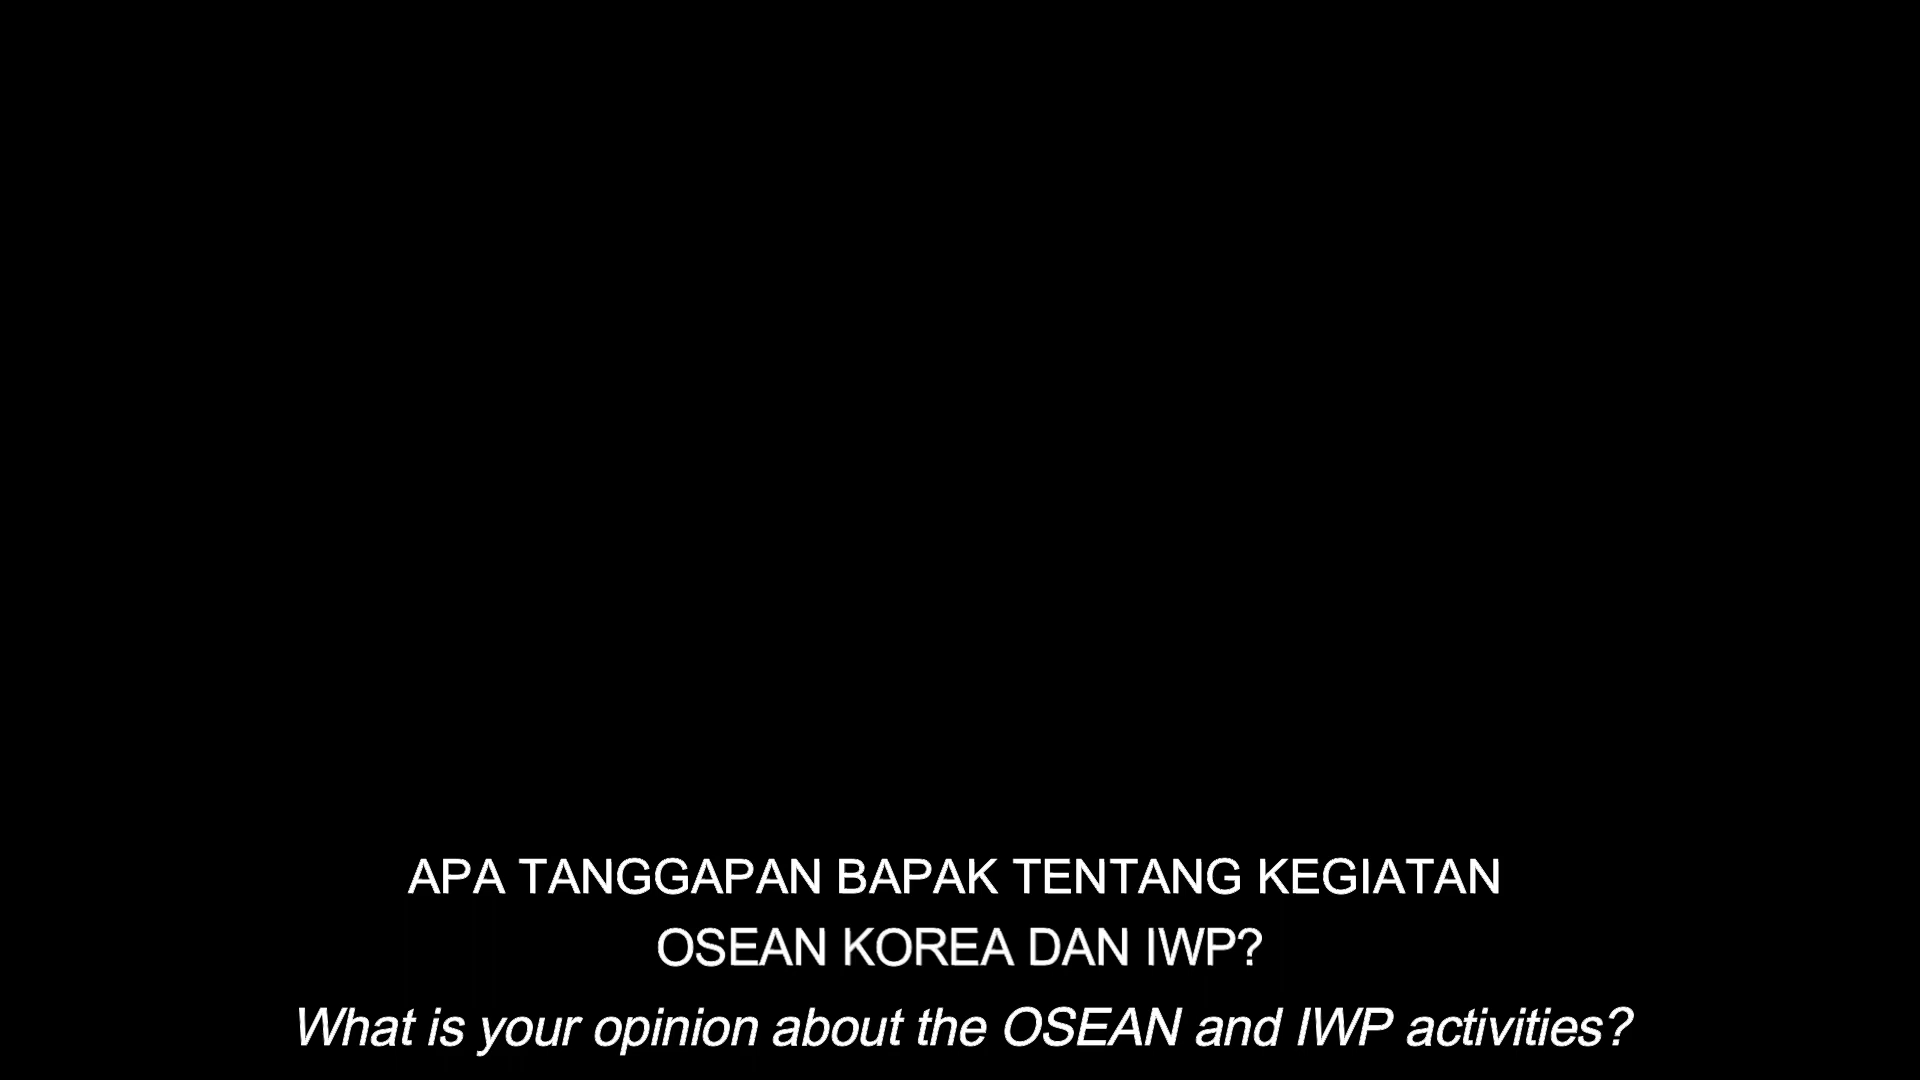 APA TANGGAPAN BAPAK TENTANG KEGIATAN
OSEAN KOREA DAN IWP?
What is your opinion about the OSEAN and IWP activities?